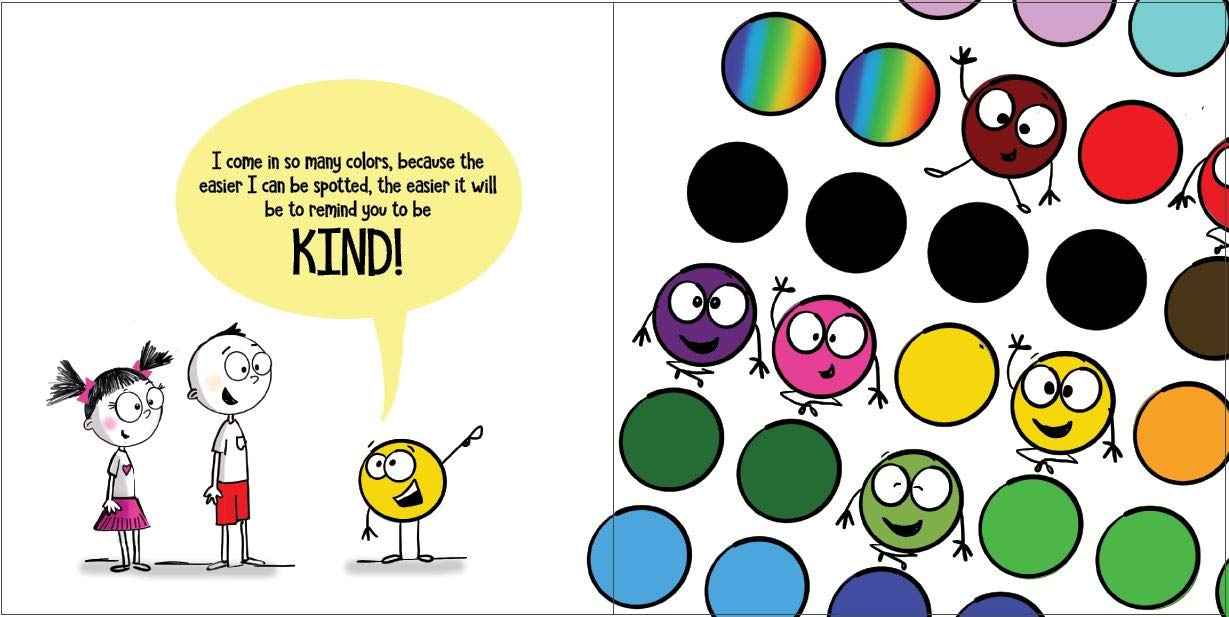 I come in so many colors, because the
easier I can be spotted, the easier it will
be to remind you to be
KIND!